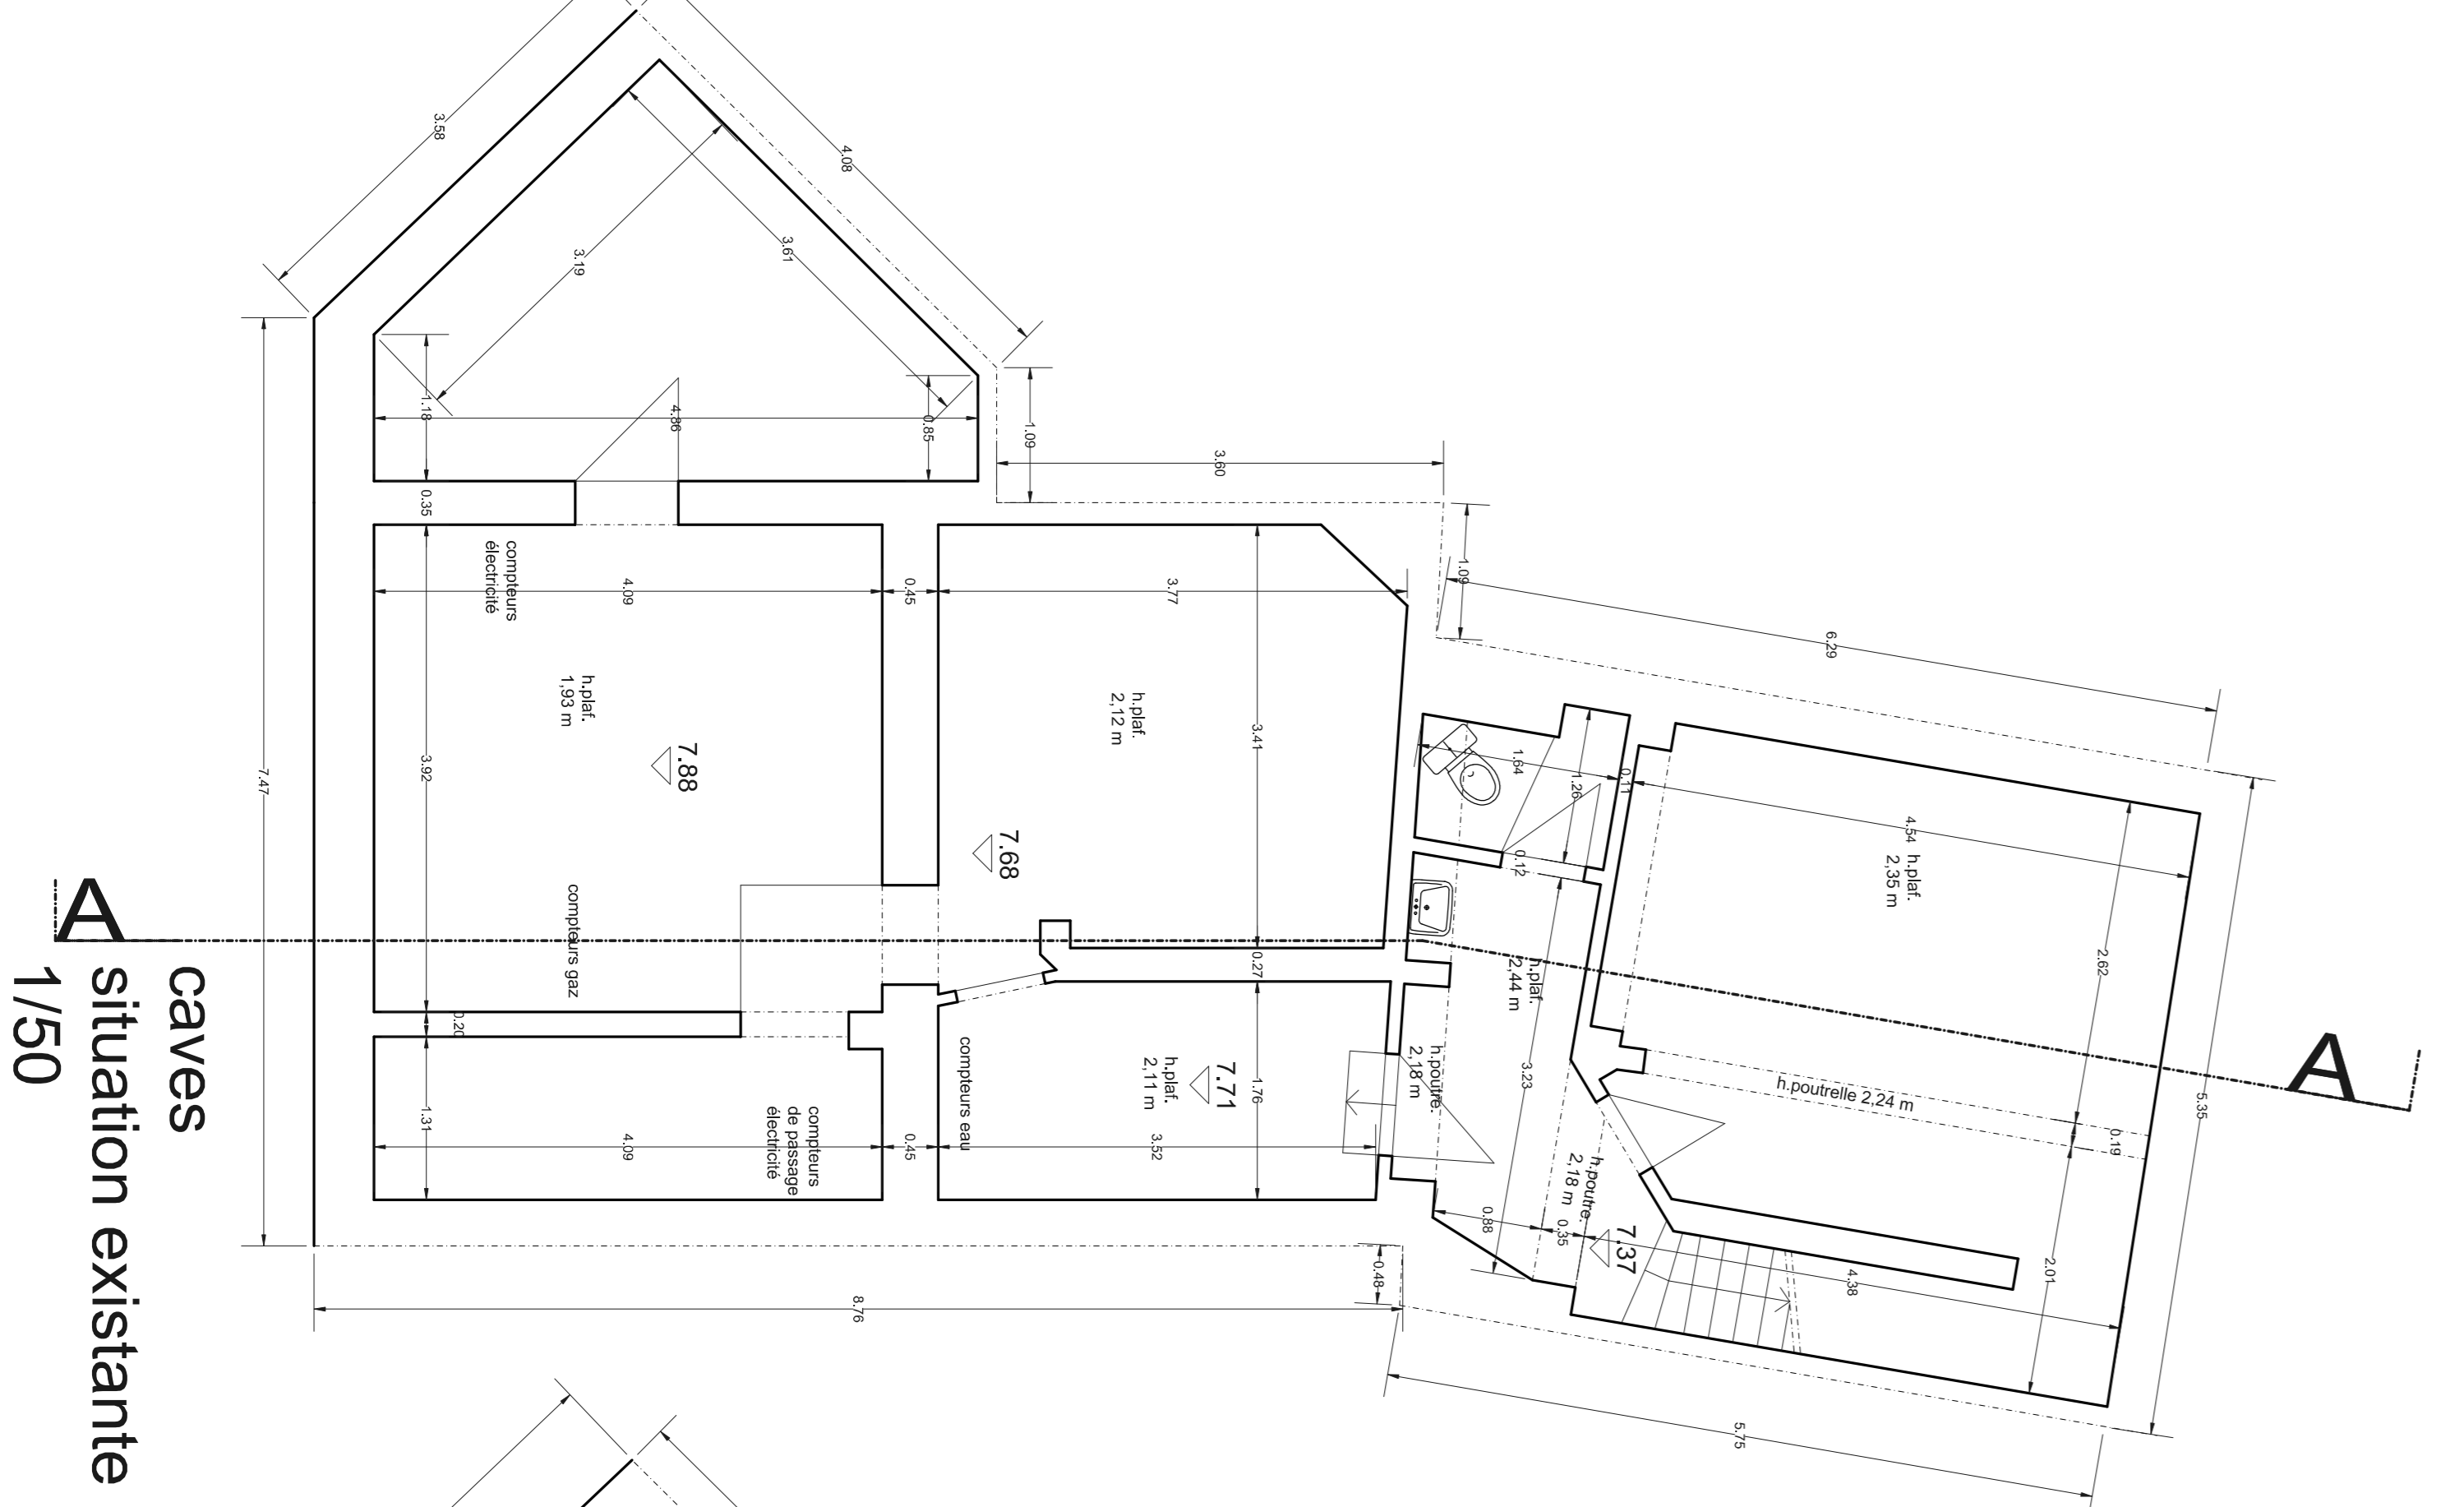 caves
situation existante
1/50
A
A
3.58
4.08
3.19
3.61
1.18
4.86
0.85
1.09
3.60
1.09
6.29
0.35
compteurs
électricité
4.09
0.45
3.77
h.plaf.
1,93 m
7.88
3.92
7.47
h.plaf.
2,12 m
3.41
7.68
compteurs gaz
0.20
0.27
1.64
1.26
0.11
0.12
4.54
h.plaf.
2,35 m
2.62
h.plaf.
2,44 m
3.23
h.poutrelle 2,24 m
0.19
5.35
1.31
4.09
compteurs
de passage
électricité
0.45
compteurs eau
3.52
h.plaf.
2,11 m
7.71
1.76
h.poutre.
2,18 m
h.poutre.
2,18 m
0.88
0.35
7.37
4.38
2.01
0.48
8.76
5.75